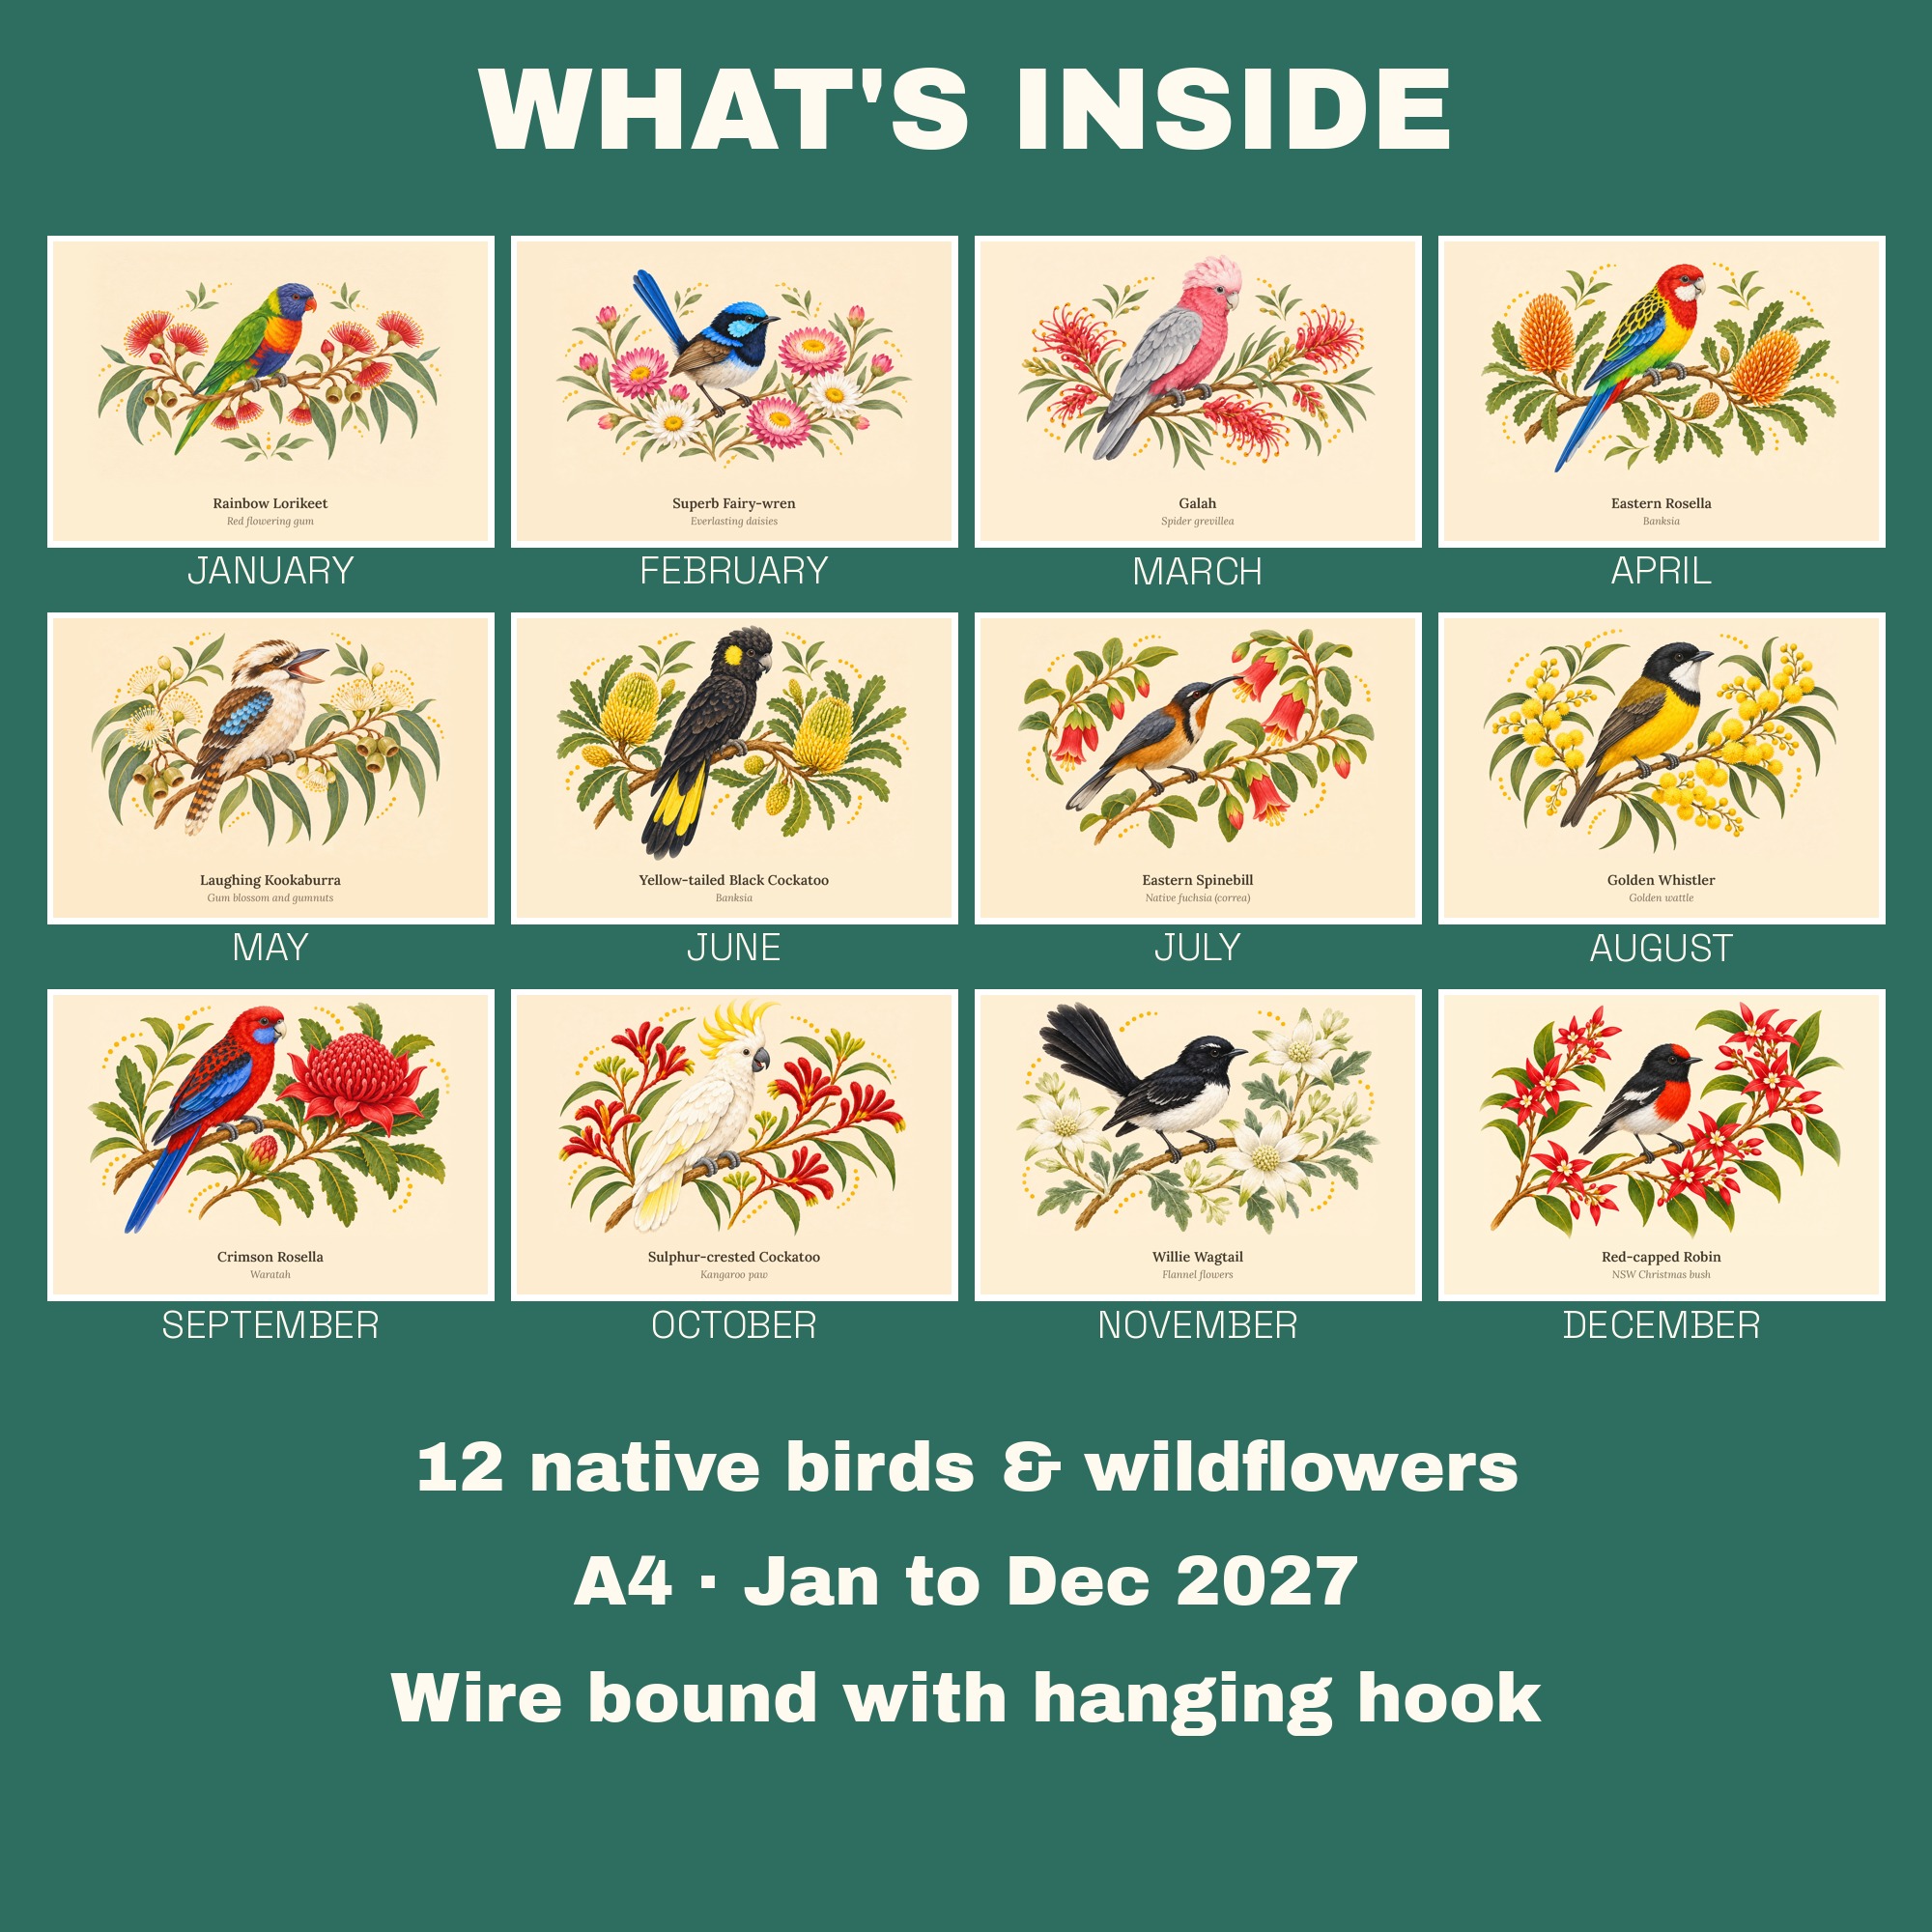 WHAT'S INSIDE
Rainbow Lorikeet
Red flowering gum
JANUARY
Superb Fairy-wren
Everlasting daisies
FEBRUARY
Galah
Spider grevillea
MARCH
Eastern Rosella
Banksia
APRIL
Laughing Kookaburra
Gum blossom and gumnuts
MAY
Yellow-tailed Black Cockatoo
Banksia
JUNE
Eastern Spinebill
Native fuchsia (correa)
JULY
Golden Whistler
Golden wattle
AUGUST
Crimson Rosella
Waratah
SEPTEMBER
Sulphur-crested Cockatoo
Kangaroo paw
OCTOBER
Willie Wagtail
Flannel flowers
NOVEMBER
Red-capped Robin
NSW Christmas bush
DECEMBER
12 native birds & wildflowers
A4 · Jan to Dec 2027
Wire bound with hanging hook